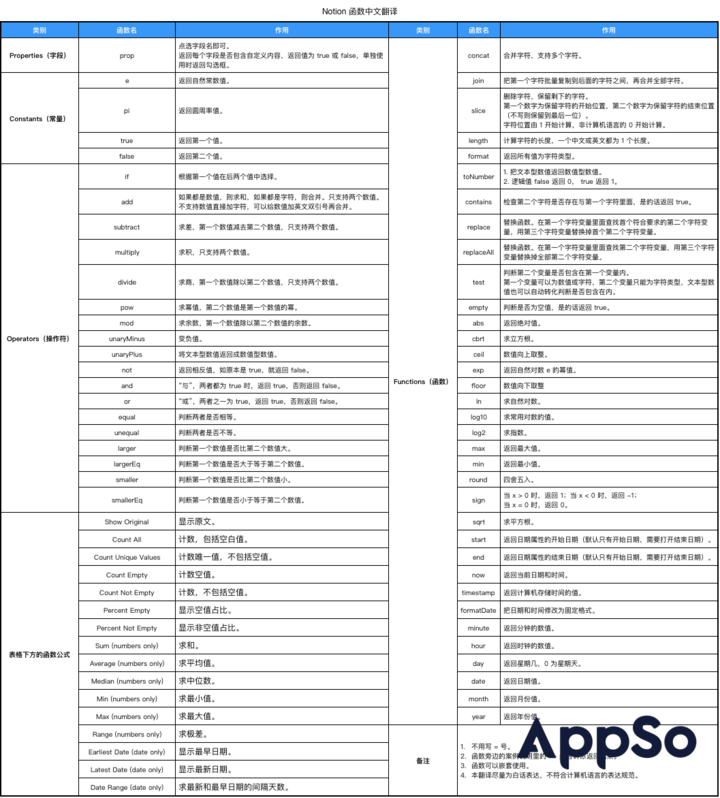 Notion 函数中文翻译
类别 函数名 作用
Properties（字段） prop 点选字段名即可。
返回每个字段是否包含自定义内容，返回值为 true 或 false，单独使
用时返回勾选框。
Constants（常量）
e 返回自然常数值。
pi 返回圆周率值。
true 返回第一个值。
false 返回第二个值。
Operators（操作符）
if 根据第一个值在后两个值中选择。
add 如果都是数值，则求和，如果都是字符，则合并。只支持两个数值。
不支持数值直接加字符，可以给数值加英文双引号再合并。
subtract 求差，第一个数值减去第二个数值，只支持两个数值。
multiply 求积，只支持两个数值。
divide 求商，第一个数值除以第二个数值，只支持两个数值。
pow 求幂值，第二个数值是第一个数值的幂。
mod 求余数，第一个数值除以第二个数值的余数。
unaryMinus 变负值。
unaryPlus 将文本型数值返回成数值型数值。
not 返回相反值，如原本是 true，就返回 false。
and “与”，两者都为 true 时，返回 true，否则返回 false。
or “或”，两者之一为 true，返回 true，否则返回 false。
equal 判断两者是否相等。
unequal 判断两者是否不等。
larger 判断第一个数值是否比第二个数值大。
largerEq 判断第一个数值是否大于等于第二个数值。
smaller 判断第一个数值是否比第二个数值小。
smallerEq 判断第一个数值是否小于等于第二个数值。
表格下方的函数公式
Show Original 显示原文。
Count All 计数，包括空白值。
Count Unique Values 计数唯一值，不包括空值。
Count Empty 计数空值。
Count Not Empty 计数，不包括空值。
Percent Empty 显示空值占比。
Percent Not Empty 显示非空值占比。
Sum (numbers only) 求和。
Average (numbers only) 求平均值。
Median (numbers only) 求中位数。
Min (numbers only) 求最小值。
Max (numbers only) 求最大值。
Range (numbers only) 求极差。
Earliest Date (date only) 显示最早日期。
Latest Date (date only) 显示最新日期。
Date Range (date only) 求最新和最早日期的间隔天数。
类别 函数名 作用
Functions（函数）
concat 合并字符，支持多个字符。
join 把第一个字符批量复制到后面的字符之间，再合并全部字符。
slice 删除字符，保留剩下的字符。
第一个数字为保留字符的开始位置，第二个数字为保留字符的结束位置
（不写则保留到最后一位）。
字符位置由 1 开始计算，非计算机语言的 0 开始计算。
length 计算字符的长度，一个中文或英文都为 1 个长度。
format 返回所有值为字符类型。
toNumber 1. 把文本型数值返回数值型数值。
2. 逻辑值 false 返回 0， true 返回 1。
contains 检查第二个字符是否存在与第一个字符里面，是的话返回 true。
replace 替换函数。在第一个字符变量里面查找首个符合要求的第二个字符变
量，用第三个字符变量替换掉首个第二个字符变量。
replaceAll 替换函数。在第一个字符变量里面查找第二个字符变量，用第三个字符
变量替换掉全部第二个字符变量。
test 判断第二个变量是否包含在第一个变量内。
第一个变量可以为数值或字符，第二个变量只能为字符类型，文本型数
值也可以自动转化判断是否包含在内。
empty 判断是否为空值，是的话返回 true。
abs 返回绝对值。
cbrt 求立方根。
ceil 数值向上取整。
exp 返回自然对数 e 的幂值。
floor 数值向下取整
ln 求自然对数。
log10 求常用对数的值。
log2 求指数。
max 返回最大值。
min 返回最小值。
round 四舍五入。
sign 当 x > 0 时，返回 1；当 x < 0 时，返回 -1；
当 x = 0 时，返回 0。
sqrt 求平方根。
start 返回日期属性的开始日期（默认只有开始日期，需要打开结束日期）。
end 返回日期属性的结束日期（默认只有开始日期，需要打开结束日期）。
now 返回当前日期和时间。
timestamp 返回计算机存储时间的值。
formatDate 把日期和时间修改为固定格式。
minute 返回分钟的数值。
hour 返回时钟的数值。
day 返回星期几，0 为星期天。
date 返回日期值。
month 返回月份值。
year 返回年份值。
备注
1. 不用写 = 号。
2. 函数旁边的案例
3. 函数可以嵌套使用。
4. 本翻译尽量为白话表达，不符合计算机语言的表达规范。
AppSo